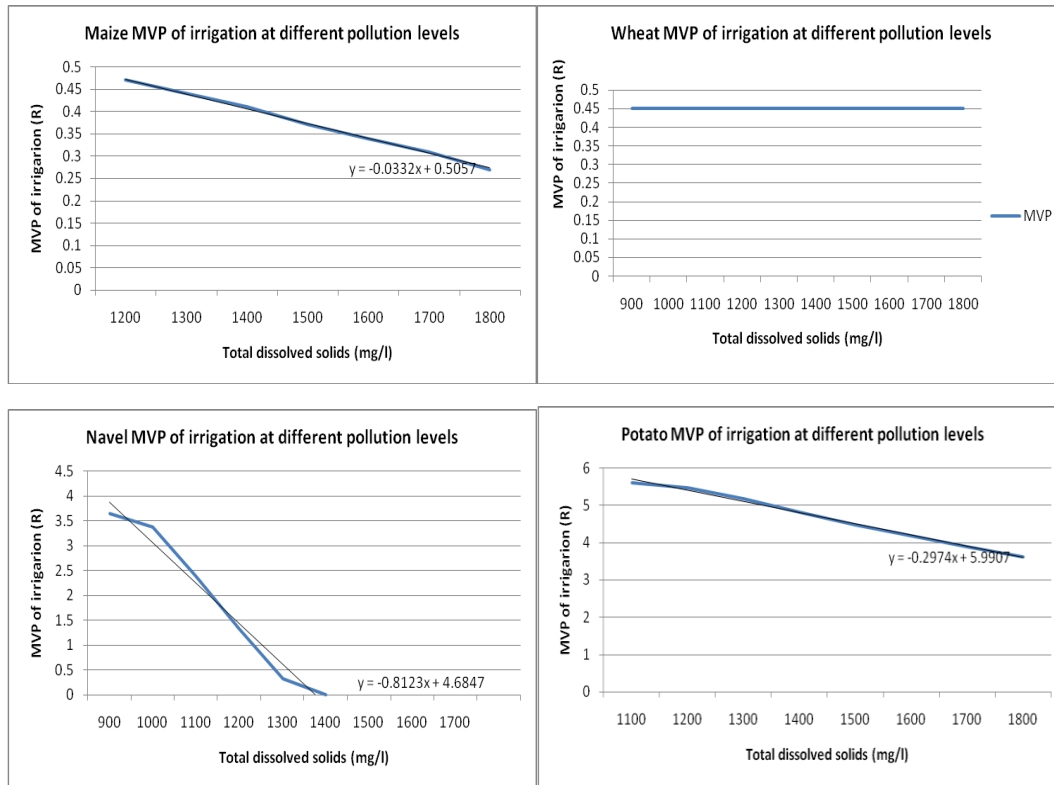 Maize MVP of irrigation at different pollution levels
MVP of irrigarion (R)
0.5
0.45
0.4
0.35
0.3
0.25
0.2
0.15
0.1
0.05
0
y = -0.0332x + 0.5057
1200 1300 1400 1500 1600 1700 1800
Total dissolved solids (mg/l)
Wheat MVP of irrigation at different pollution levels
MVP of irrigarion (R)
0.5
0.45
0.4
0.35
0.3
0.25
0.2
0.15
0.1
0.05
0
MVP
900 1000 1100 1200 1300 1400 1500 1600 1700 1800
Total dissolved solids (mg/l)
Navel MVP of irrigation at different pollution levels
MVP of irrigarion (R)
4.5
4
3.5
3
2.5
2
1.5
1
0.5
0
y = -0.8123x + 4.6847
900 1000 1100 1200 1300 1400 1500 1600 1700
Total dissolved solids (mg/l)
Potato MVP of irrigation at different pollution levels
MVP of irrigarion (R)
6
5
4
3
2
1
0
y = -0.2974x + 5.9907
1100 1200 1300 1400 1500 1600 1700 1800
Total dissolved solids (mg/l)